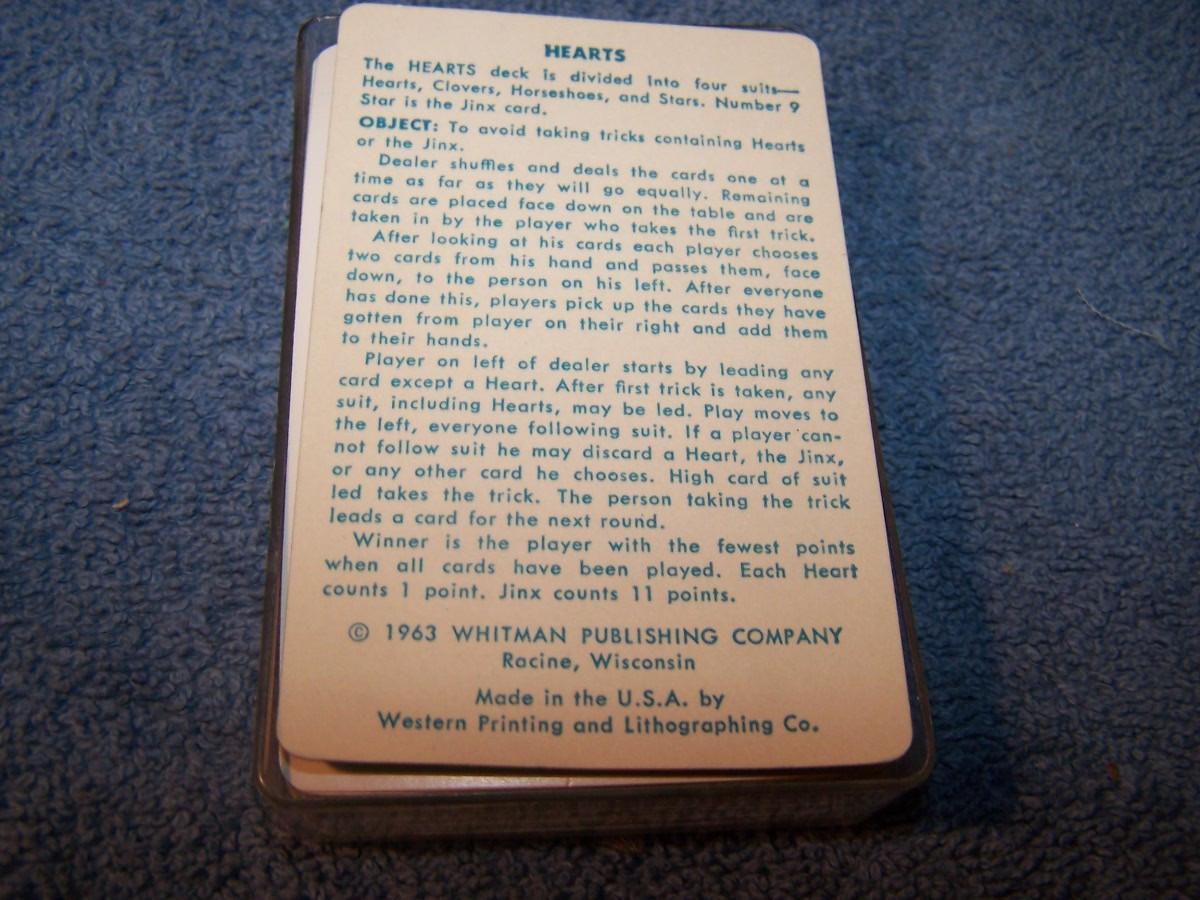 HEARTS
The HEARTS deck is divided into four suits—
Hearts, Clovers, Horseshoes, and Stars. Number 9
Star is the Jinx card.
OBJECT: To avoid taking tricks containing Hearts
or the Jinx.
Dealer shuffles and deals the cards one at a
time as far as they will go equally. Remaining
cards are placed face down on the table and are
taken in by the player who takes the first trick.
After looking at his cards each player chooses
two cards from his hand and passes them, face
down, to the person on his left. After everyone
has done this, players pick up the cards they have
gotten from player on their right and add them
to their hands.
Player on left of dealer starts by leading any
card except a Heart. After first trick is taken, any
suit, including Hearts, may be led. Play moves to
the left, everyone following suit. If a player can-
not follow suit he may discard a Heart, the Jinx,
or any other card he chooses. High card of suit
led takes the trick. The person taking the trick
leads a card for the next round.
Winner is the player with the fewest points
when all cards have been played. Each Heart
counts 1 point. Jinx counts 11 points.
© 1963 WHITMAN PUBLISHING COMPANY
Racine, Wisconsin
Made in the U.S.A. by
Western Printing and Lithographing Co.